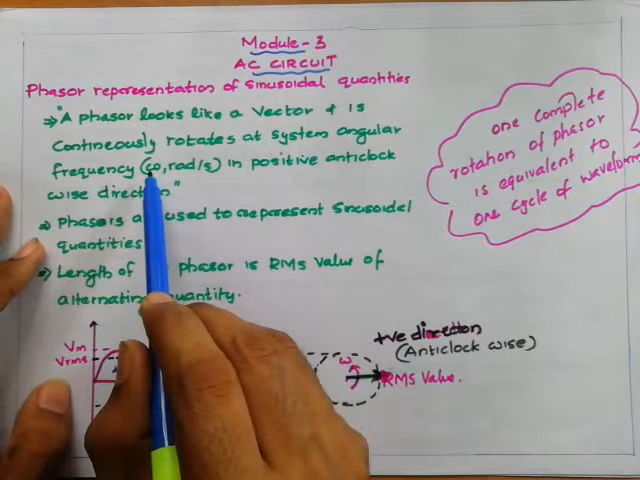 Module-3
AC CIRCUIT
Phasor reporesentation of sinusoidal quantities
⇒ "A phasor looks like a Vector & is
Contineously rotates at system angular
frequency (ω, rad/s) in positive anticlock
wise direction"
⇒ Phasors a used to represent Sinusoidal
quantities
⇒ Length of phasor is RMS Value of
alternating quantity.
one complete
rotation of phasor
is equivalent to
one cycle of waveform
Vm
Vrms
+ve direction
(Anticlock wise)
ω
RMS Value.